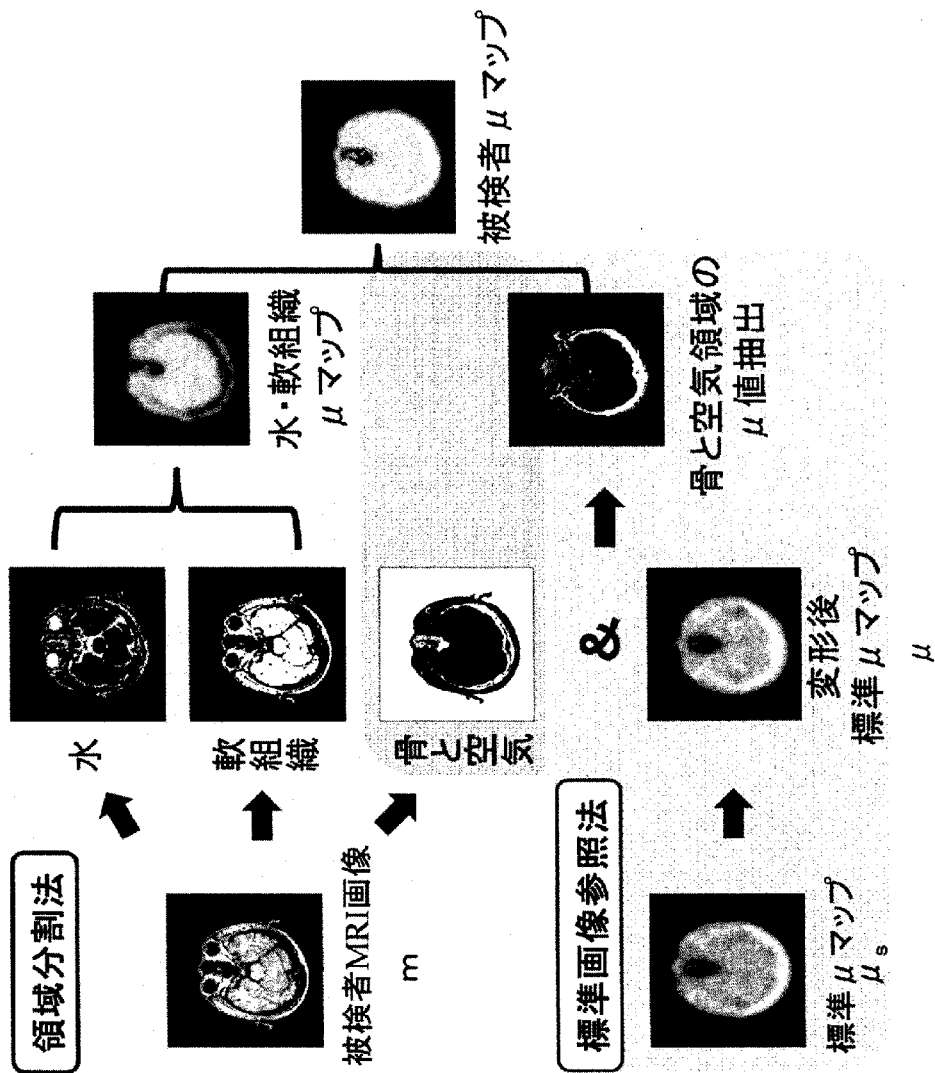 領域分割法
被検者MRI画像
m
水
軟組織
骨と空気
水・軟組織
μマップ
被検者μマップ
標準画像参照法
標準μマップ
μs
&
変形後
標準μマップ
μ
骨と空気領域の
μ値抽出